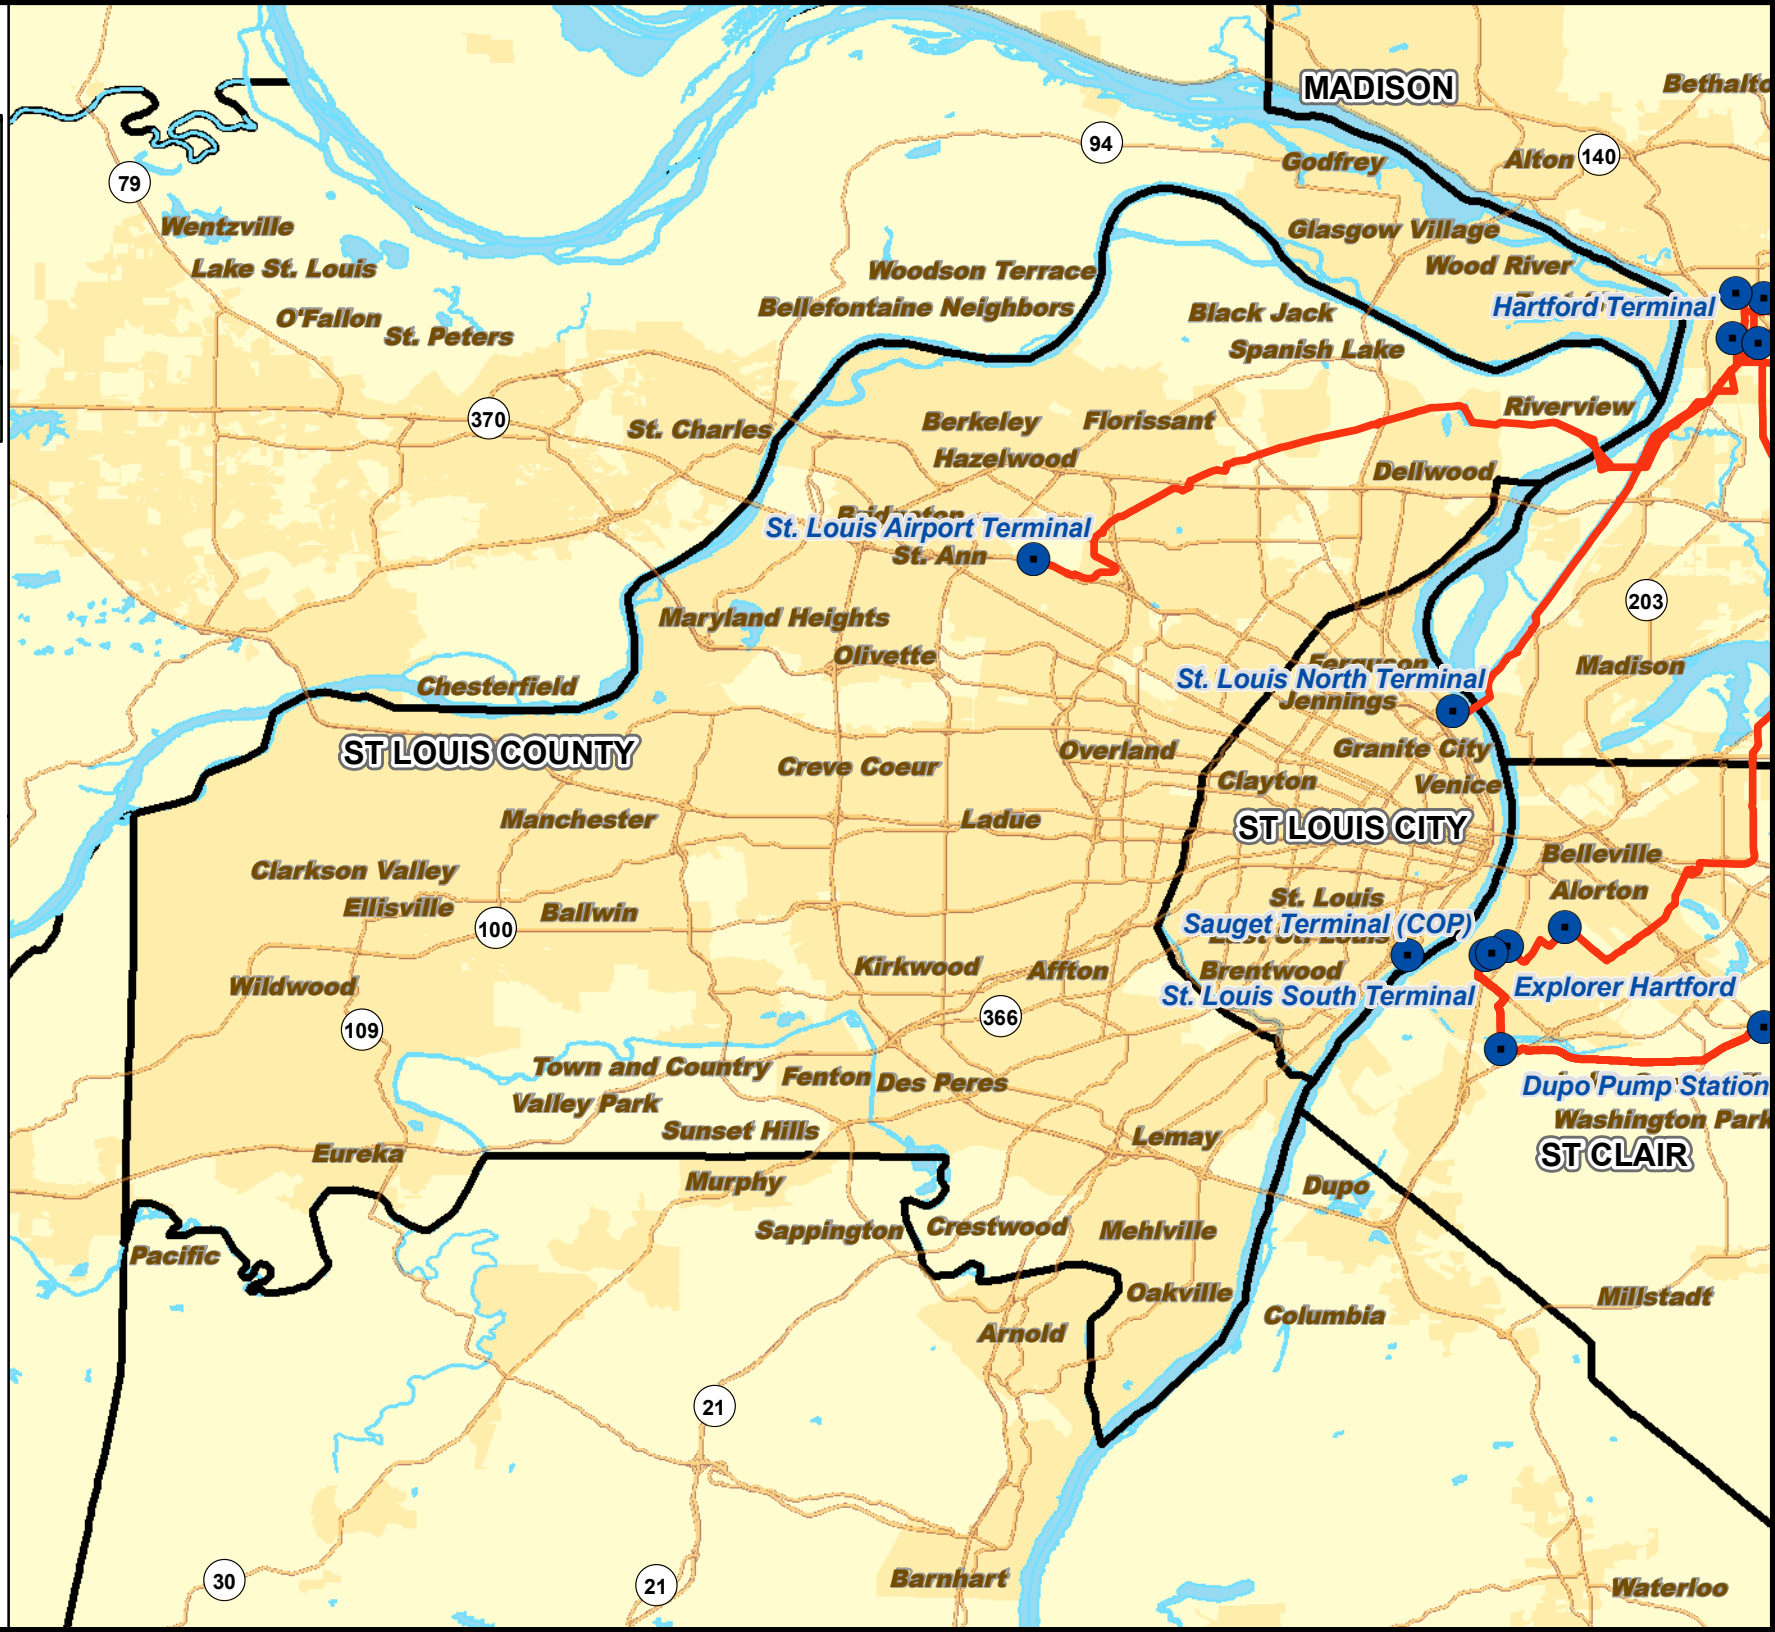 MADISON
Bethalto
94
Godfrey
Alton
140
79
Wentzville
Glasgow Village
Lake St. Louis
Woodson Terrace
Wood River
Bellefontaine Neighbors
Hartford Terminal
O'Fallon
St. Peters
Black Jack
Spanish Lake
370
St. Charles
Berkeley
Florissant
Riverview
Hazelwood
Dellwood
Bridgeton
St. Louis Airport Terminal
St. Ann
203
Maryland Heights
Olivette
Ferguson
Madison
St. Louis North Terminal
Chesterfield
Jennings
ST LOUIS COUNTY
Overland
Granite City
Creve Coeur
Clayton
Venice
Manchester
Ladue
ST LOUIS CITY
Belleville
Clarkson Valley
Alorton
Ellisville
Ballwin
St. Louis
100
Sauget Terminal (COP)
East St. Louis
Kirkwood
Affton
Brentwood
Wildwood
St. Louis South Terminal
Explorer Hartford
109
366
Town and Country
Fenton
Des Peres
Dupo Pump Station
Valley Park
Washington Park
Sunset Hills
Lemay
Eureka
ST CLAIR
Murphy
Dupo
Sappington
Crestwood
Mehlville
Pacific
Oakville
Millstadt
Columbia
Arnold
21
30
21
Barnhart
Waterloo